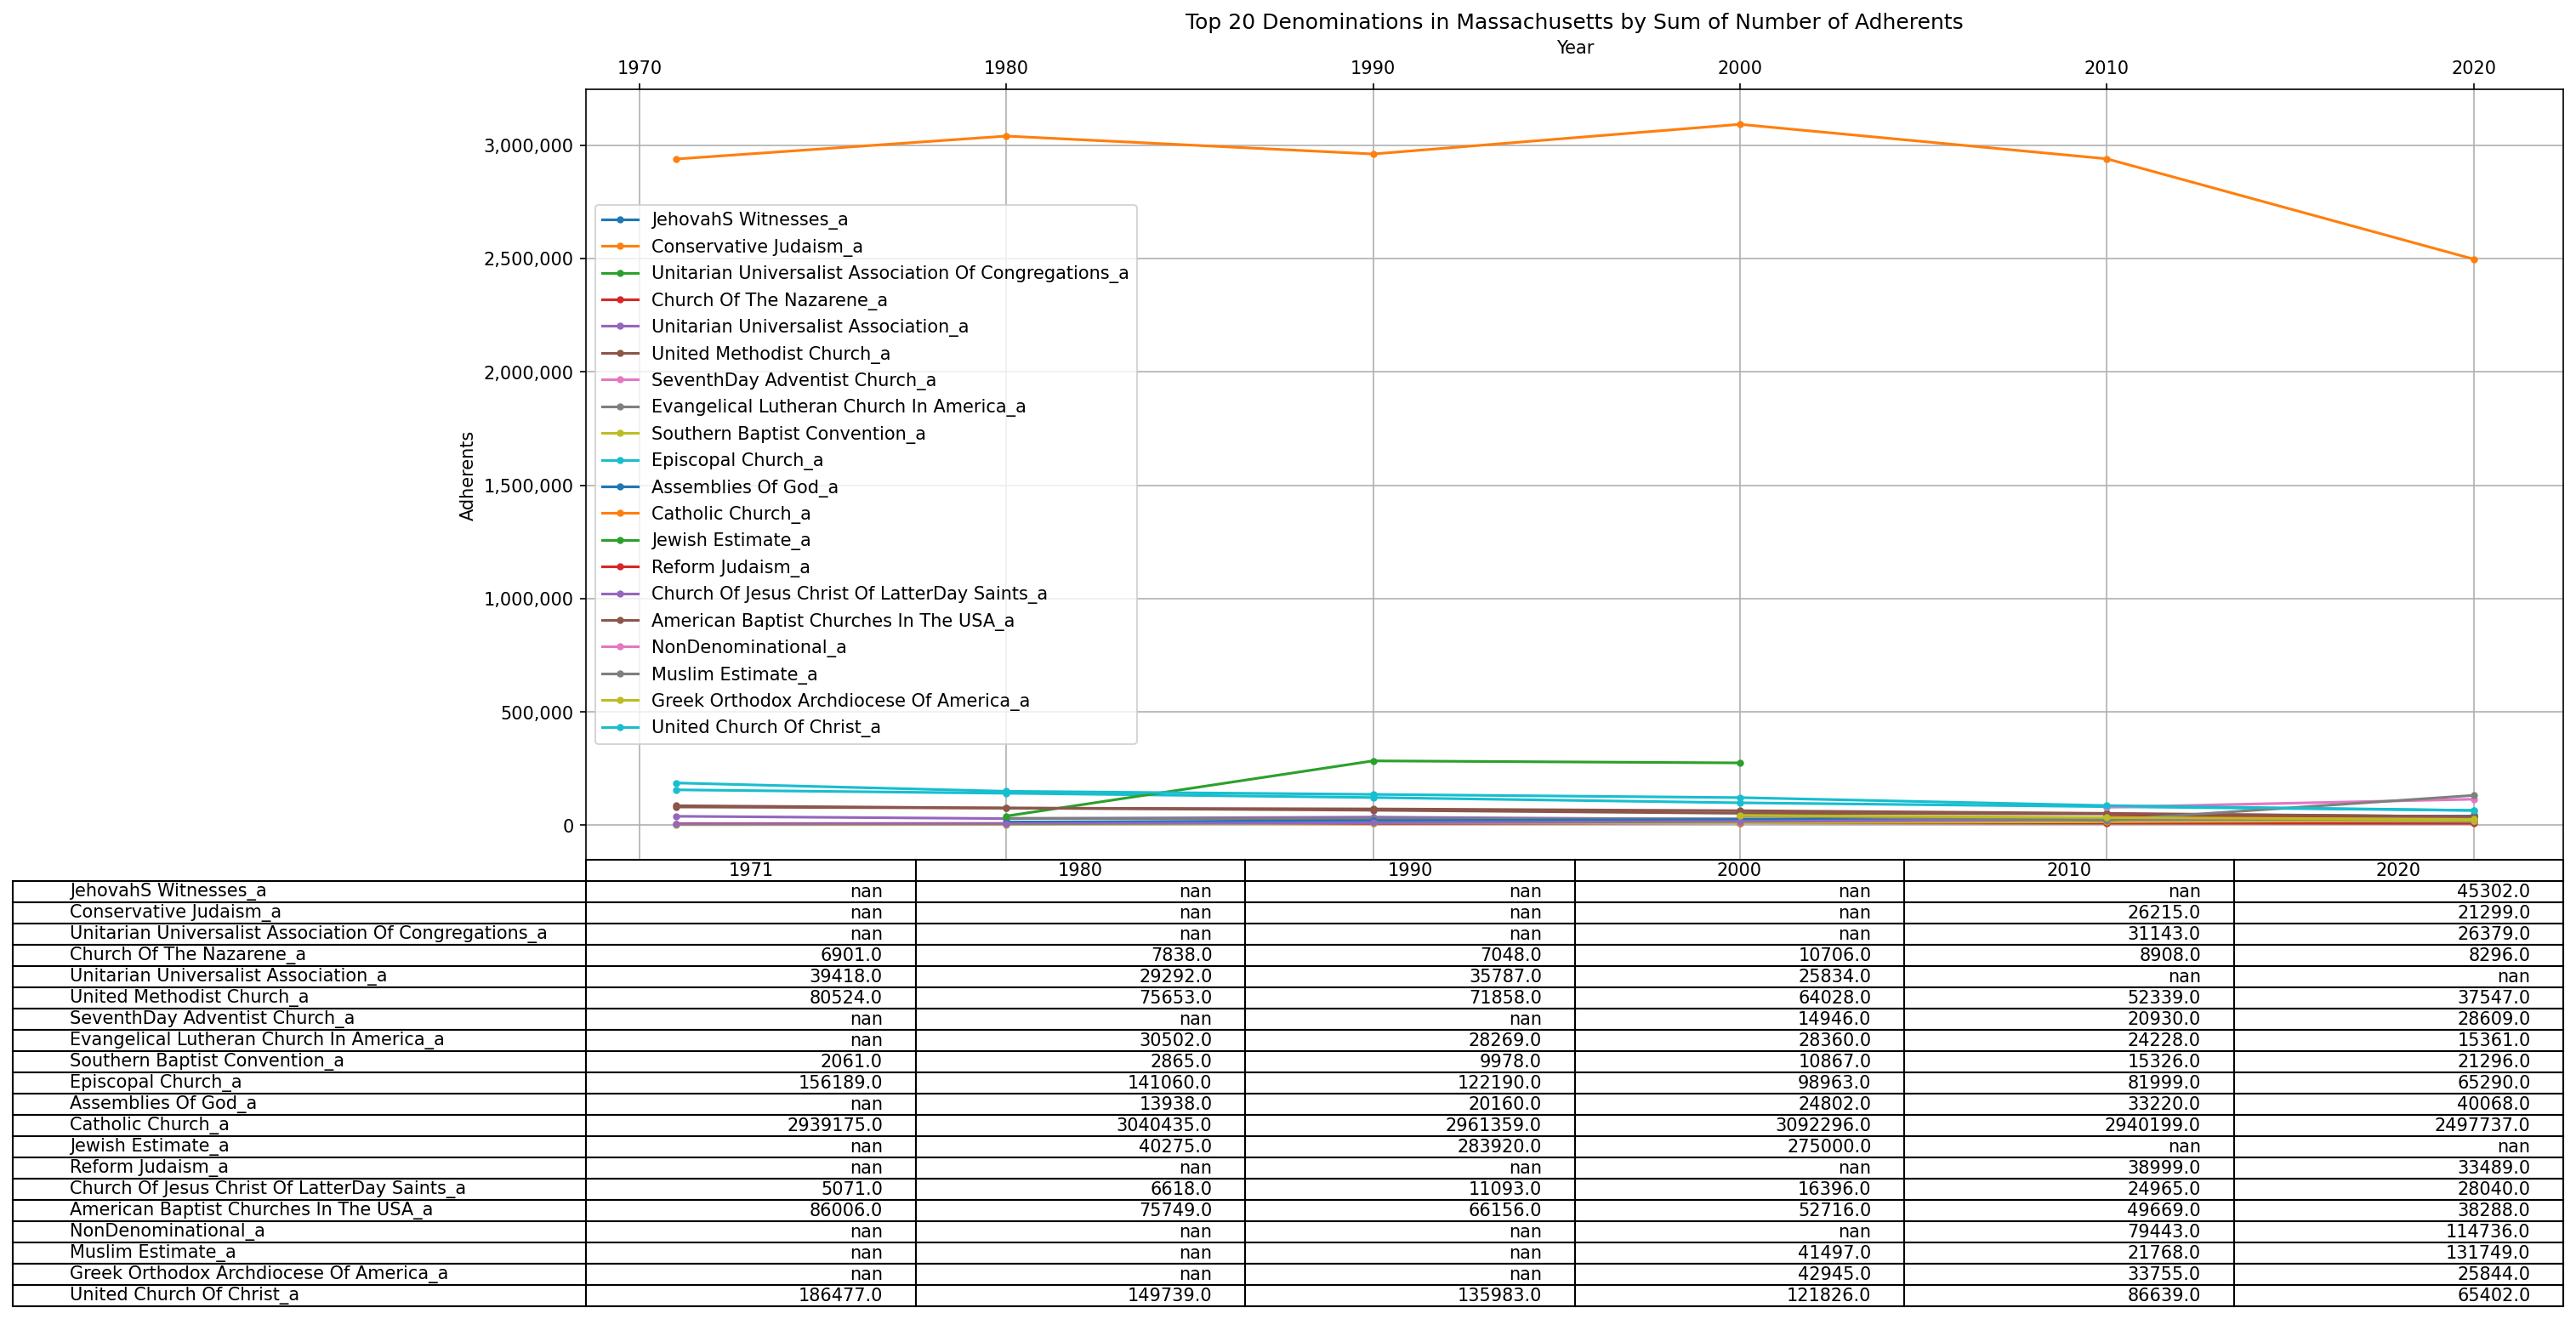 Top 20 Denominations in Massachusetts by Sum of Number of Adherents
Year
1970 1980 1990 2000 2010 2020
3,000,000
2,500,000
2,000,000
1,500,000
1,000,000
500,000
0
Adherents
JehovahS Witnesses_a
Conservative Judaism_a
Unitarian Universalist Association Of Congregations_a
Church Of The Nazarene_a
Unitarian Universalist Association_a
United Methodist Church_a
SeventhDay Adventist Church_a
Evangelical Lutheran Church In America_a
Southern Baptist Convention_a
Episcopal Church_a
Assemblies Of God_a
Catholic Church_a
Jewish Estimate_a
Reform Judaism_a
Church Of Jesus Christ Of LatterDay Saints_a
American Baptist Churches In The USA_a
NonDenominational_a
Muslim Estimate_a
Greek Orthodox Archdiocese Of America_a
United Church Of Christ_a
1971 1980 1990 2000 2010 2020
JehovahS Witnesses_a nan nan nan nan nan 45302.0
Conservative Judaism_a nan nan nan nan 26215.0 21299.0
Unitarian Universalist Association Of Congregations_a nan nan nan nan 31143.0 26379.0
Church Of The Nazarene_a 6901.0 7838.0 7048.0 10706.0 8908.0 8296.0
Unitarian Universalist Association_a 39418.0 29292.0 35787.0 25834.0 nan nan
United Methodist Church_a 80524.0 75653.0 71858.0 64028.0 52339.0 37547.0
SeventhDay Adventist Church_a nan nan nan 14946.0 20930.0 28609.0
Evangelical Lutheran Church In America_a nan 30502.0 28269.0 28360.0 24228.0 15361.0
Southern Baptist Convention_a 2061.0 2865.0 9978.0 10867.0 15326.0 21296.0
Episcopal Church_a 156189.0 141060.0 122190.0 98963.0 81999.0 65290.0
Assemblies Of God_a nan 13938.0 20160.0 24802.0 33220.0 40068.0
Catholic Church_a 2939175.0 3040435.0 2961359.0 3092296.0 2940199.0 2497737.0
Jewish Estimate_a nan 40275.0 283920.0 275000.0 nan nan
Reform Judaism_a nan nan nan nan 38999.0 33489.0
Church Of Jesus Christ Of LatterDay Saints_a 5071.0 6618.0 11093.0 16396.0 24965.0 28040.0
American Baptist Churches In The USA_a 86006.0 75749.0 66156.0 52716.0 49669.0 38288.0
NonDenominational_a nan nan nan nan 79443.0 114736.0
Muslim Estimate_a nan nan nan 41497.0 21768.0 131749.0
Greek Orthodox Archdiocese Of America_a nan nan nan 42945.0 33755.0 25844.0
United Church Of Christ_a 186477.0 149739.0 135983.0 121826.0 86639.0 65402.0